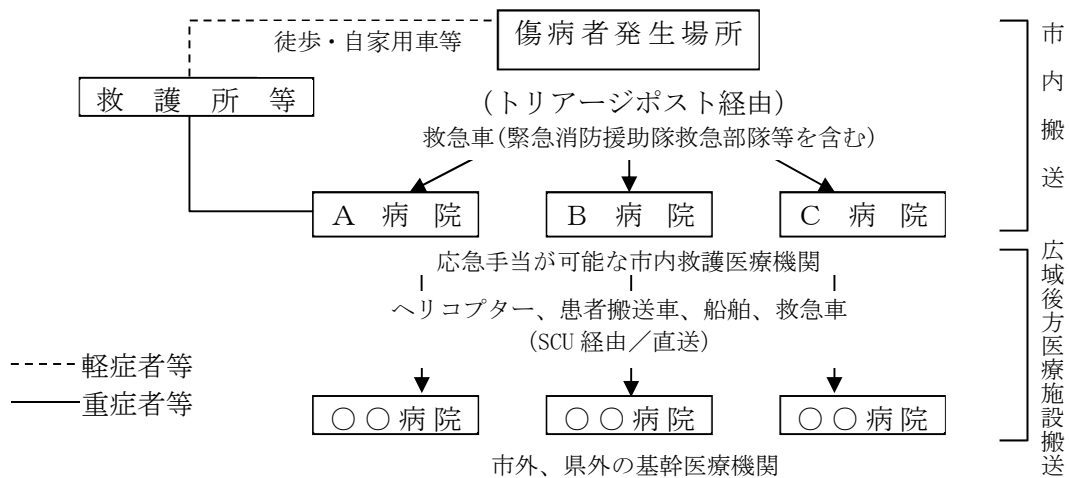 傷病者発生場所
徒歩・自家用車等
救護所等
（トリアージポスト経由）
救急車(緊急消防援助隊救急部隊等を含む)
A病院
B病院
C病院
市内搬送
応急手当が可能な市内救護医療機関
ヘリコプター、患者搬送車、船舶、救急車
(SCU 経由／直送)
軽症者等
重症者等
○○病院
○○病院
○○病院
市外、県外の基幹医療機関
広域後方医療施設搬送